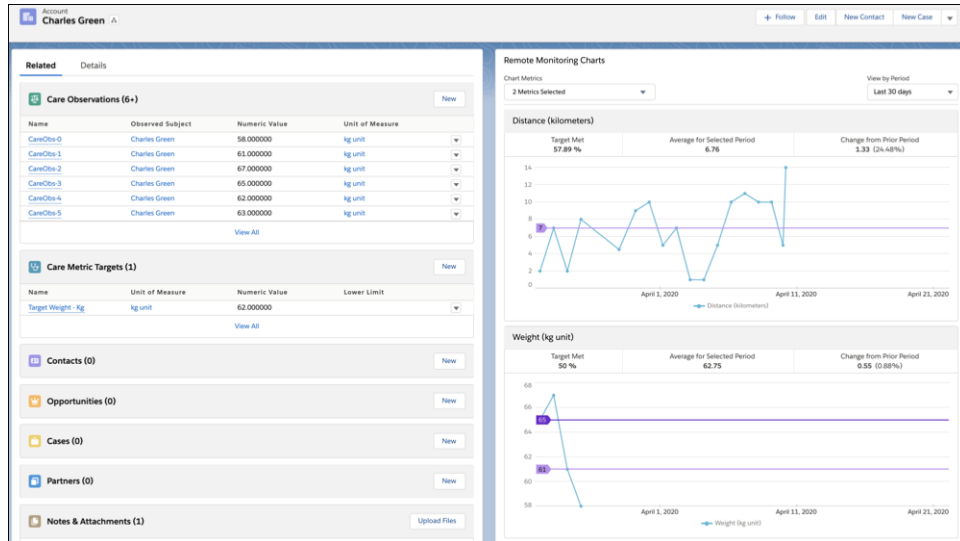 Account
Charles Green
+ Follow
Edit
New Contact
New Case
Related
Details
Care Observations (6+)
New
Name Observed Subject Numeric Value Unit of Measure
CareObs-0 Charles Green 58.000000 kg unit
CareObs-1 Charles Green 61.000000 kg unit
CareObs-2 Charles Green 67.000000 kg unit
CareObs-3 Charles Green 65.000000 kg unit
CareObs-4 Charles Green 62.000000 kg unit
CareObs-5 Charles Green 63.000000 kg unit
View All
Care Metric Targets (1)
New
Name Unit of Measure Numeric Value Lower Limit
Target Weight - Kg kg unit 62.000000
View All
Contacts (0)
New
Opportunities (0)
New
Cases (0)
New
Partners (0)
New
Notes & Attachments (1)
Upload Files
Remote Monitoring Charts
Chart Metrics
2 Metrics Selected
View by Period
Last 30 days
Distance (kilometers)
Target Met Average for Selected Period Change from Prior Period
57.89 % 6.76 1.33 (24.48%)
14
12
10
8
7
6
4
2
0
April 1, 2020 April 11, 2020 April 21, 2020
Distance (kilometers)
Weight (kg unit)
Target Met Average for Selected Period Change from Prior Period
50 % 62.75 0.55 (0.88%)
68
66
65
64
62
61
60
58
April 1, 2020 April 11, 2020 April 21, 2020
Weight (kg unit)